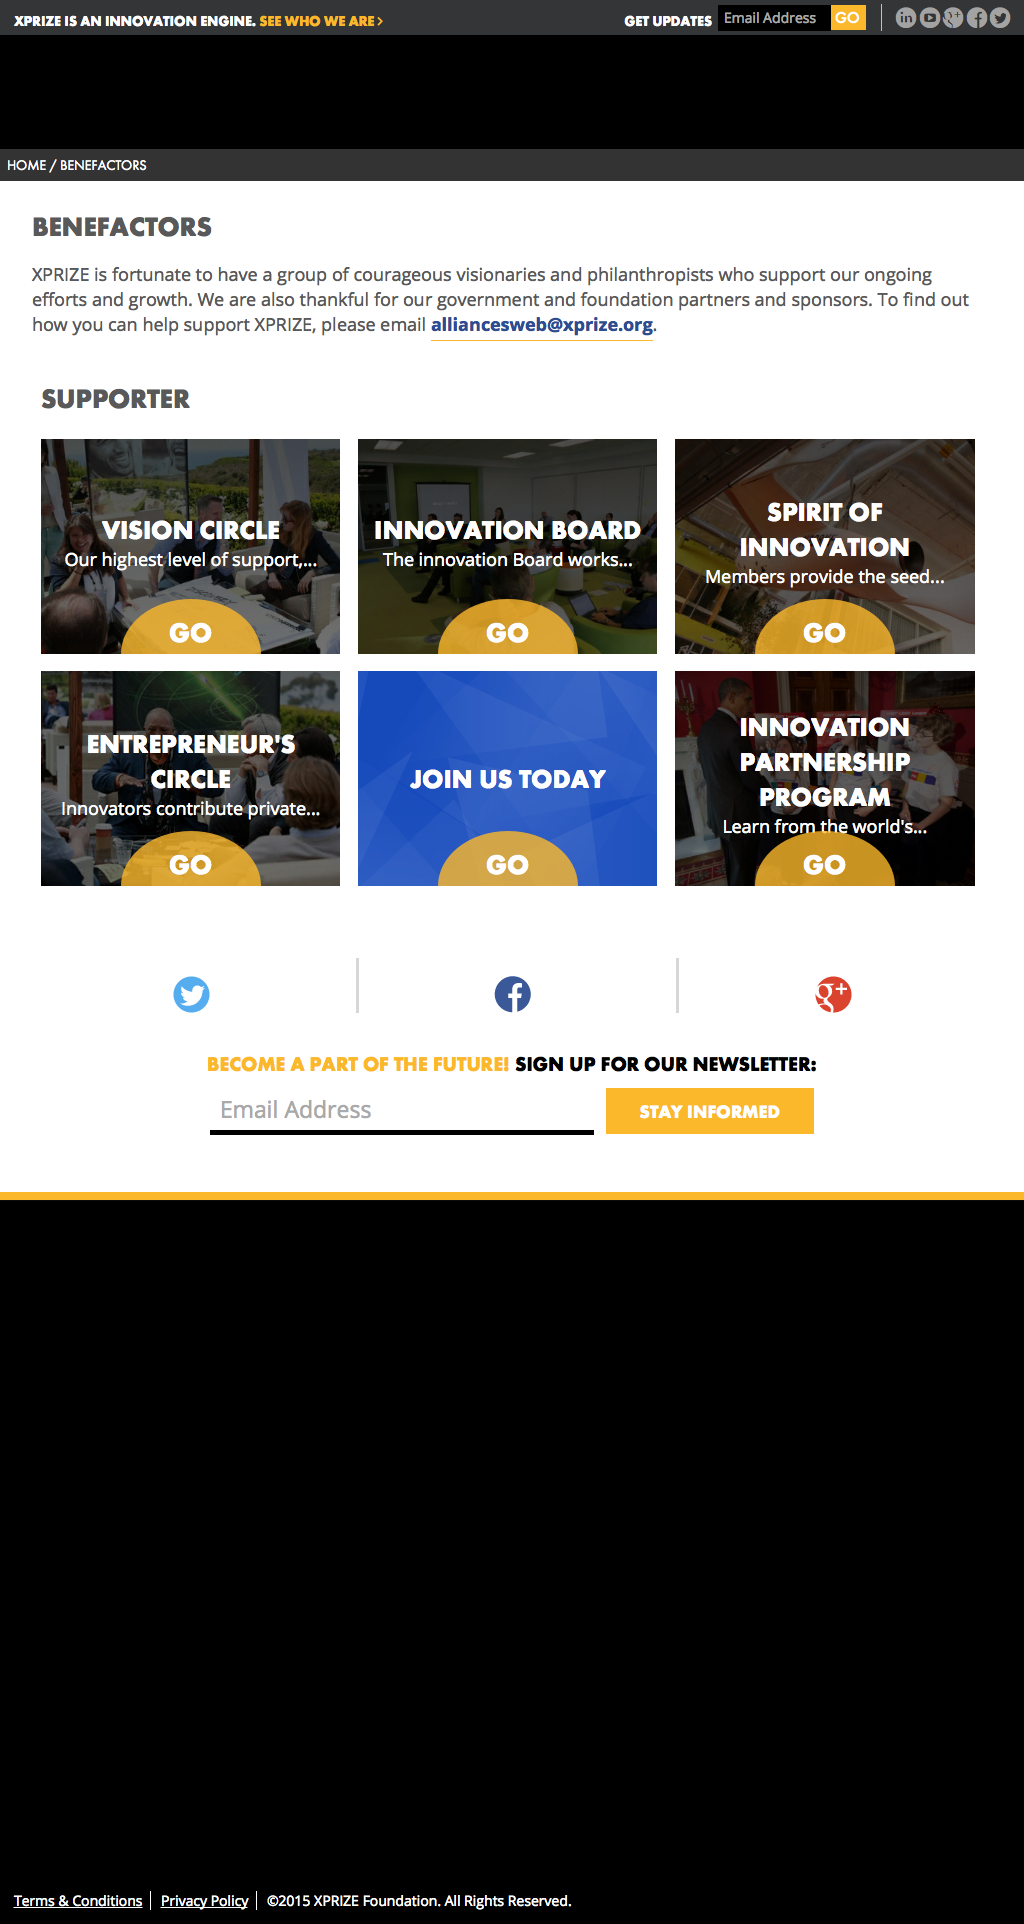 XPRIZE IS AN INNOVATION ENGINE. SEE WHO WE ARE >
GET UPDATES Email Address GO
HOME / BENEFACTORS
BENEFACTORS
XPRIZE is fortunate to have a group of courageous visionaries and philanthropists who support our ongoing
efforts and growth. We are also thankful for our government and foundation partners and sponsors. To find out
how you can help support XPRIZE, please email alliancesweb@xprize.org.
SUPPORTER
VISION CIRCLE
Our highest level of support,...
GO
INNOVATION BOARD
The innovation Board works...
GO
SPIRIT OF
INNOVATION
Members provide the seed...
GO
ENTREPRENEUR'S
CIRCLE
Innovators contribute private...
GO
JOIN US TODAY
GO
INNOVATION
PARTNERSHIP
PROGRAM
Learn from the world's...
GO
BECOME A PART OF THE FUTURE! SIGN UP FOR OUR NEWSLETTER:
Email Address
STAY INFORMED
Terms & Conditions | Privacy Policy | ©2015 XPRIZE Foundation. All Rights Reserved.